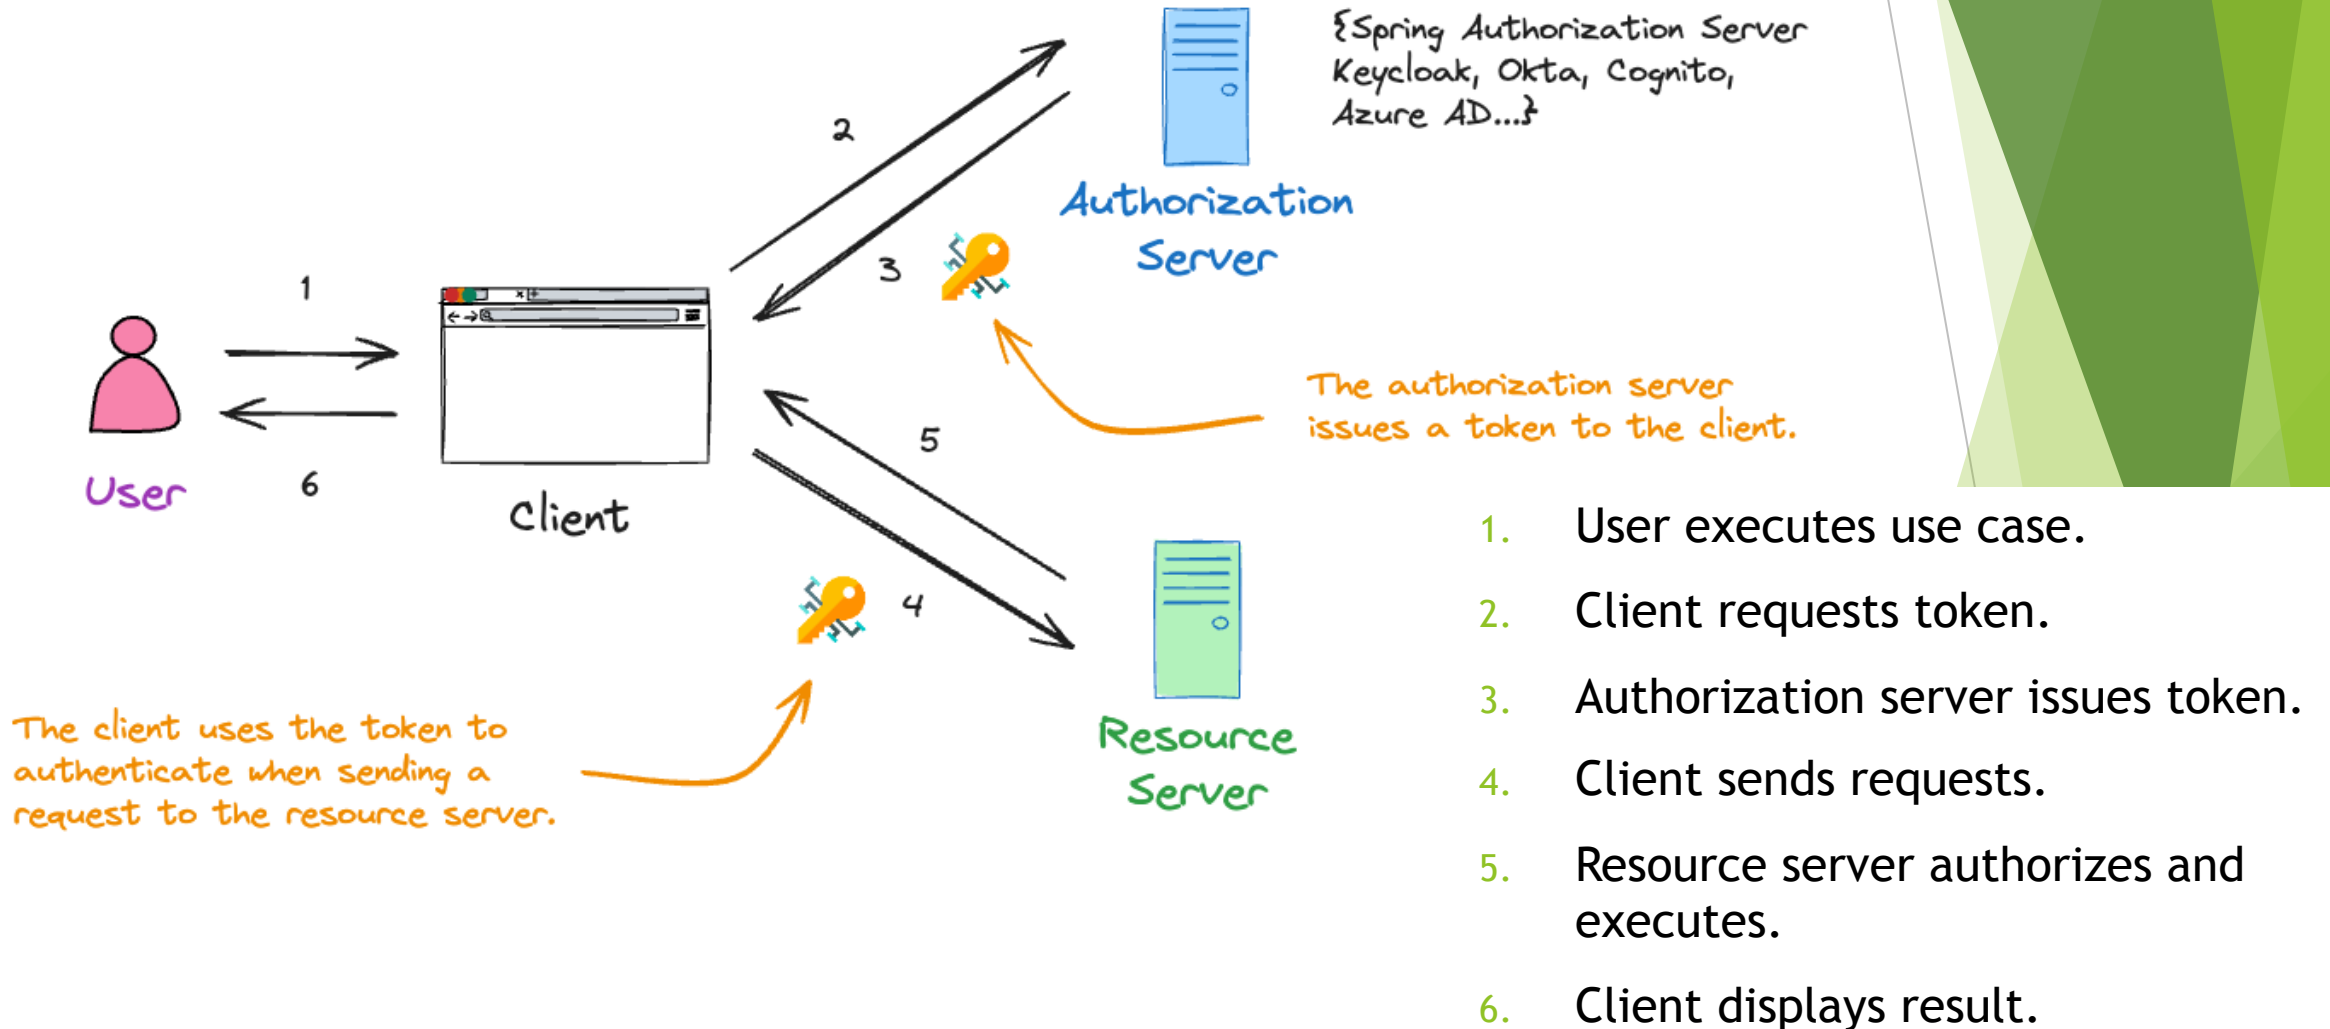 {Spring Authorization Server
Keycloak, Okta, Cognito,
Azure AD...}
2
Authorization
Server
3
1
The authorization server
issues a token to the client.
5
6
User
Client
4
The client uses the token to
authenticate when sending a
request to the resource server.
Resource
Server
1. User executes use case.
2. Client requests token.
3. Authorization server issues token.
4. Client sends requests.
5. Resource server authorizes and
executes.
6. Client displays result.